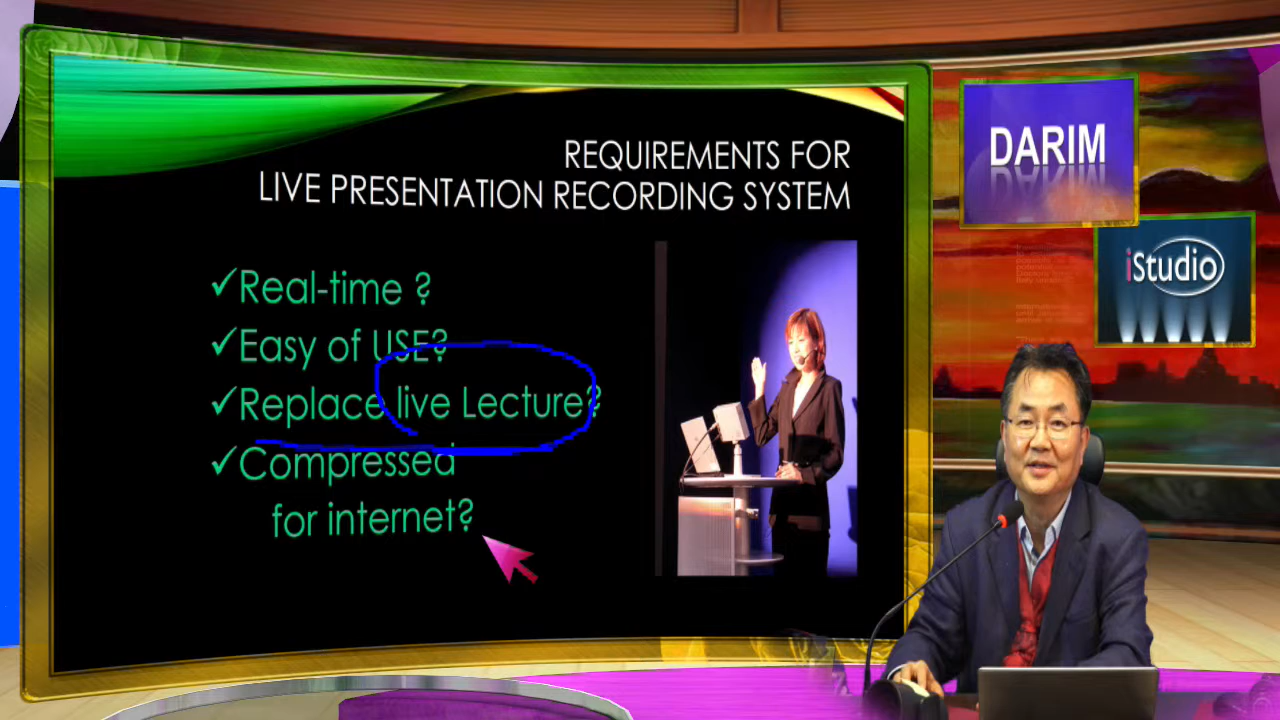 REQUIREMENTS FOR
LIVE PRESENTATION RECORDING SYSTEM
✓Real-time ?
✓Easy of USE?
✓Replace live Lecture?
✓Compressed
for internet?
DARIM
iStudio